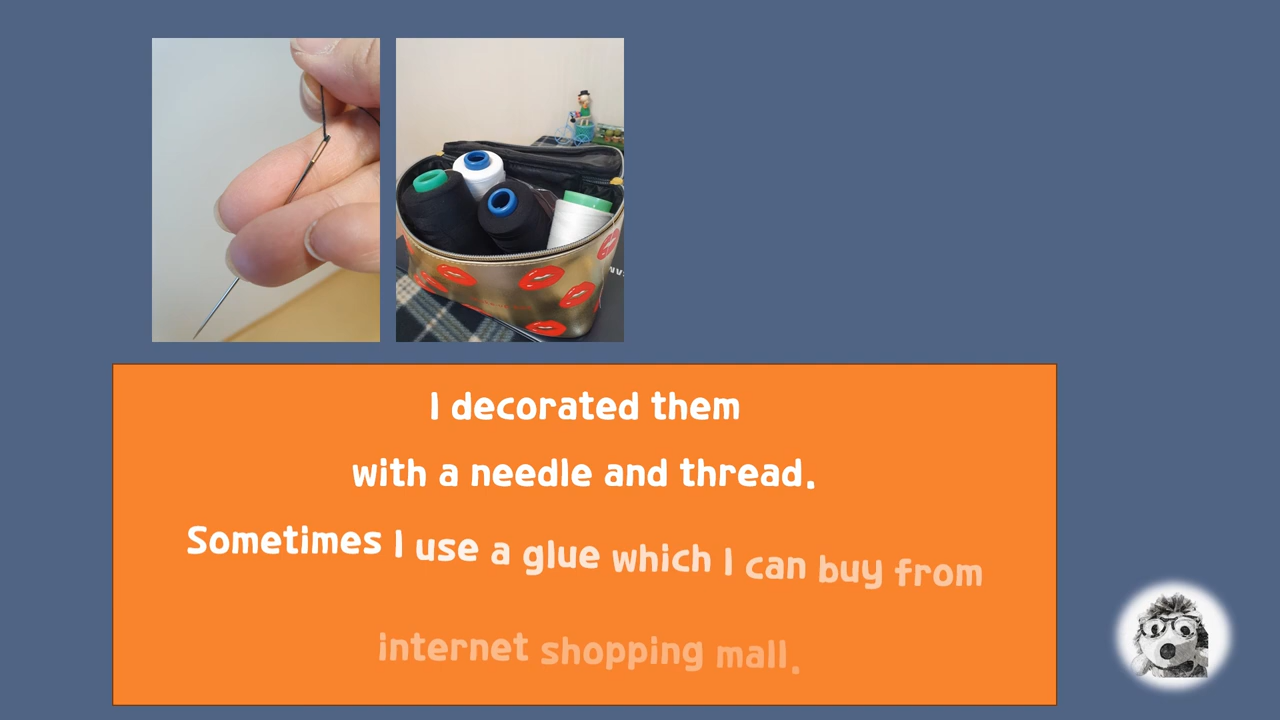 I decorated them
with a needle and thread.
Sometimes I use a glue which I can buy from
internet shopping mall.